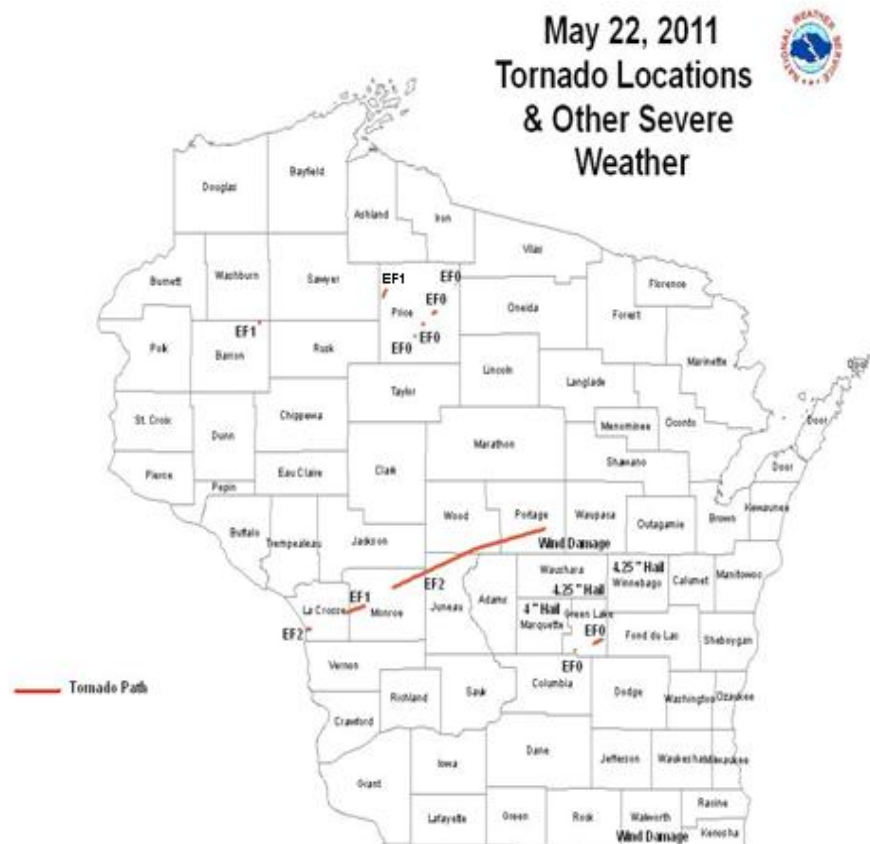 May 22, 2011
Tornado Locations
& Other Severe
Weather
NATIONAL WEATHER SERVICE
Bayfield
Douglas
Ashland
Iron
Vilas
Florence
Burnett
Washburn
Sawyer
EF1
EF0
EF0
Price
Oneida
Forest
EF1
EF0
EF0
Polk
Barron
Rusk
Marinette
Lincoln
Langlade
Taylor
Door
St. Croix
Dunn
Chippewa
Menominee
Oconto
Door
Marathon
Shawano
Door
Pierce
Eau Claire
Clark
Pepin
Kewaunee
Wood
Portage
Waupaca
Outagamie
Brown
Buffalo
Trempealeau
Jackson
Wind Damage
Waushara
4.25" Hail
Winnebago
Calumet
Manitowoc
EF2
4.25" Hail
EF1
La Crosse
Monroe
Juneau
Adams
4" Hail
Marquette
Green Lake
EF0
EF2
Fond du Lac
Sheboygan
EF0
Vernon
Columbia
Tornado Path
Richland
Sauk
Dodge
Washington
Ozaukee
Crawford
Dane
Jefferson
Waukesha
Milwaukee
Iowa
Grant
Racine
Lafayette
Green
Rock
Walworth
Wind Damage
Kenosha